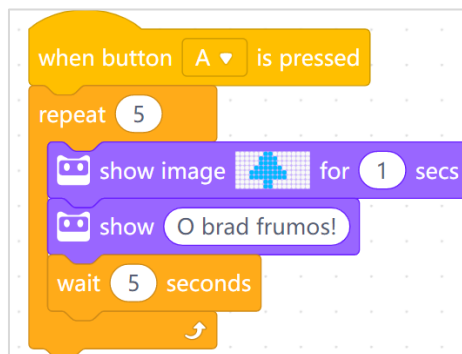 when button A is pressed
repeat 5
show image for 1 secs
show O brad frumos!
wait 5 seconds